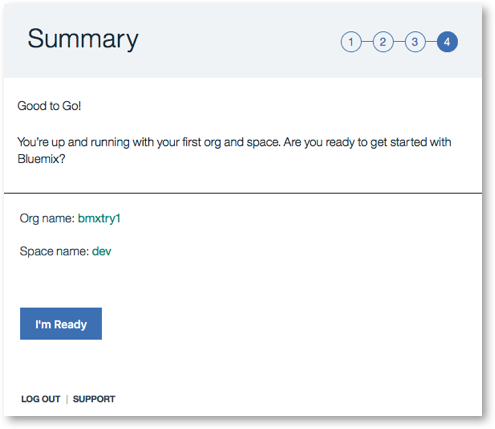 Summary
1 2 3 4
Good to Go!
You're up and running with your first org and space. Are you ready to get started with
Bluemix?
Org name: bmxtry1
Space name: dev
I'm Ready
LOG OUT | SUPPORT